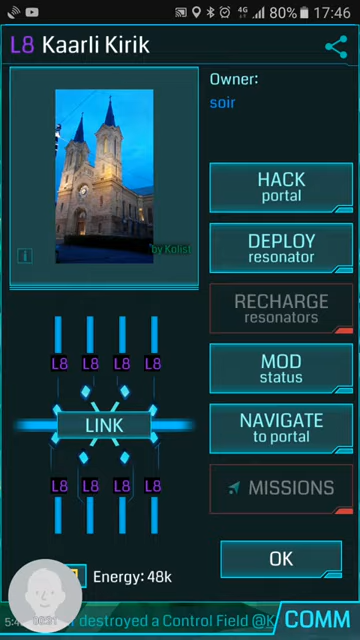 4G
80%
17:46
L8 Kaarli Kirik
Owner:
soir
by Kolist
i
HACK
portal
DEPLOY
resonator
RECHARGE
resonators
MOD
status
NAVIGATE
to portal
MISSIONS
L8 L8 L8 L8
LINK
L8 L8 L8 L8
OK
Energy: 48k
destroyed a Control Field @K
COMM